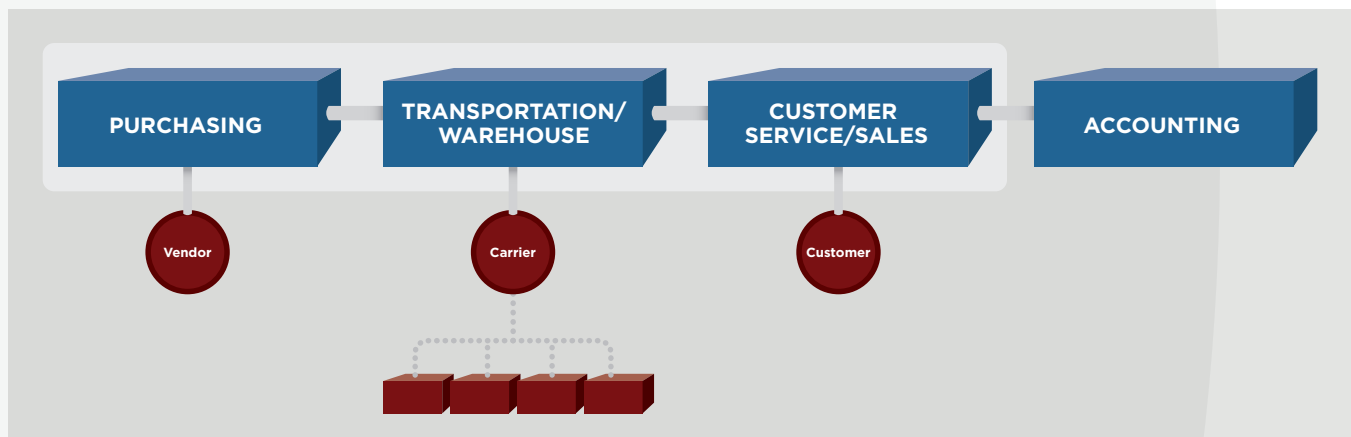 PURCHASING
TRANSPORTATION/
WAREHOUSE
CUSTOMER
SERVICE/SALES
ACCOUNTING
Vendor
Carrier
Customer